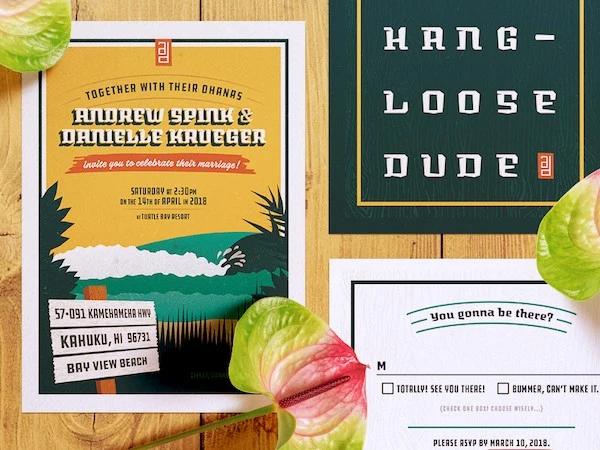 TOGETHER WITH THEIR OHANAS
ANDREW SPINK &
DANIELLE KRUEGER
invite you to celebrate their marriage!
SATURDAY AT 2:30PM
ON THE 14TH OF APRIL IN 2018
AT TURTLE BAY RESORT
57-091 KAMEHAMEHA HWY
KAHUKU, HI 96731
BAY VIEW BEACH
HANG-
LOOSE
DUDE
You gonna be there?
M
TOTALLY! SEE YOU THERE!
BUMMER, CAN'T MAKE IT.
(CHECK ONE BOX! CHOOSE WISELY...)
PLEASE RSVP BY MARCH 10, 2018.